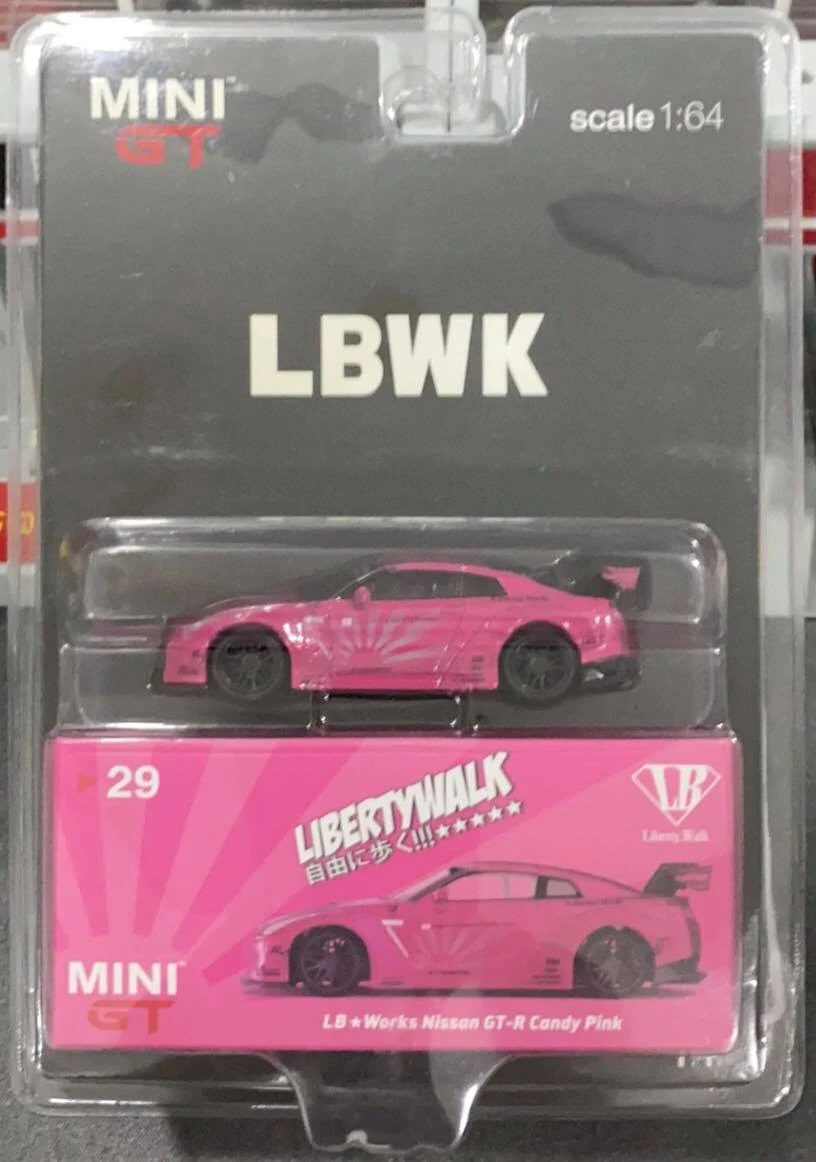 MINI
GT
scale 1:64
LBWK
29
LIBERTYWALK
自由に歩く!!!★★★★★
LB
Liberty Walk
MINI
GT
LB★Works Nissan GT-R Candy Pink